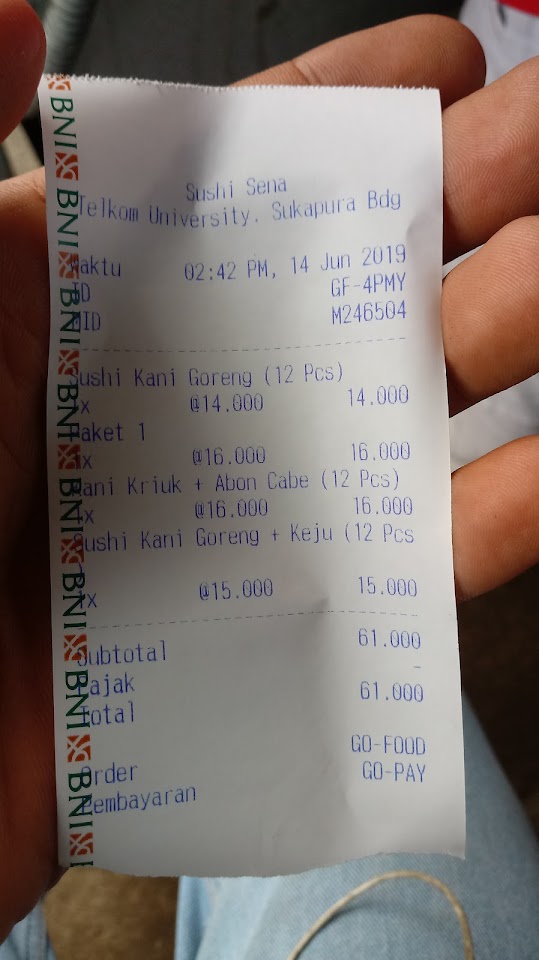 Sushi Sena
Telkom University. Sukapura Bdg
Waktu 02:42 PM, 14 Jun 2019
ID GF-4PMY
MID M246504
Sushi Kani Goreng (12 Pcs)
1x @14.000 14.000
Paket 1
1x @16.000 16.000
Kani Kriuk + Abon Cabe (12 Pcs)
1x @16.000 16.000
Sushi Kani Goreng + Keju (12 Pcs
)
1x @15.000 15.000
Subtotal 61.000
Pajak -
Total 61.000
Order GO-FOOD
Pembayaran GO-PAY
BNI BNI BNI BNI BNI BNI BNI BNI